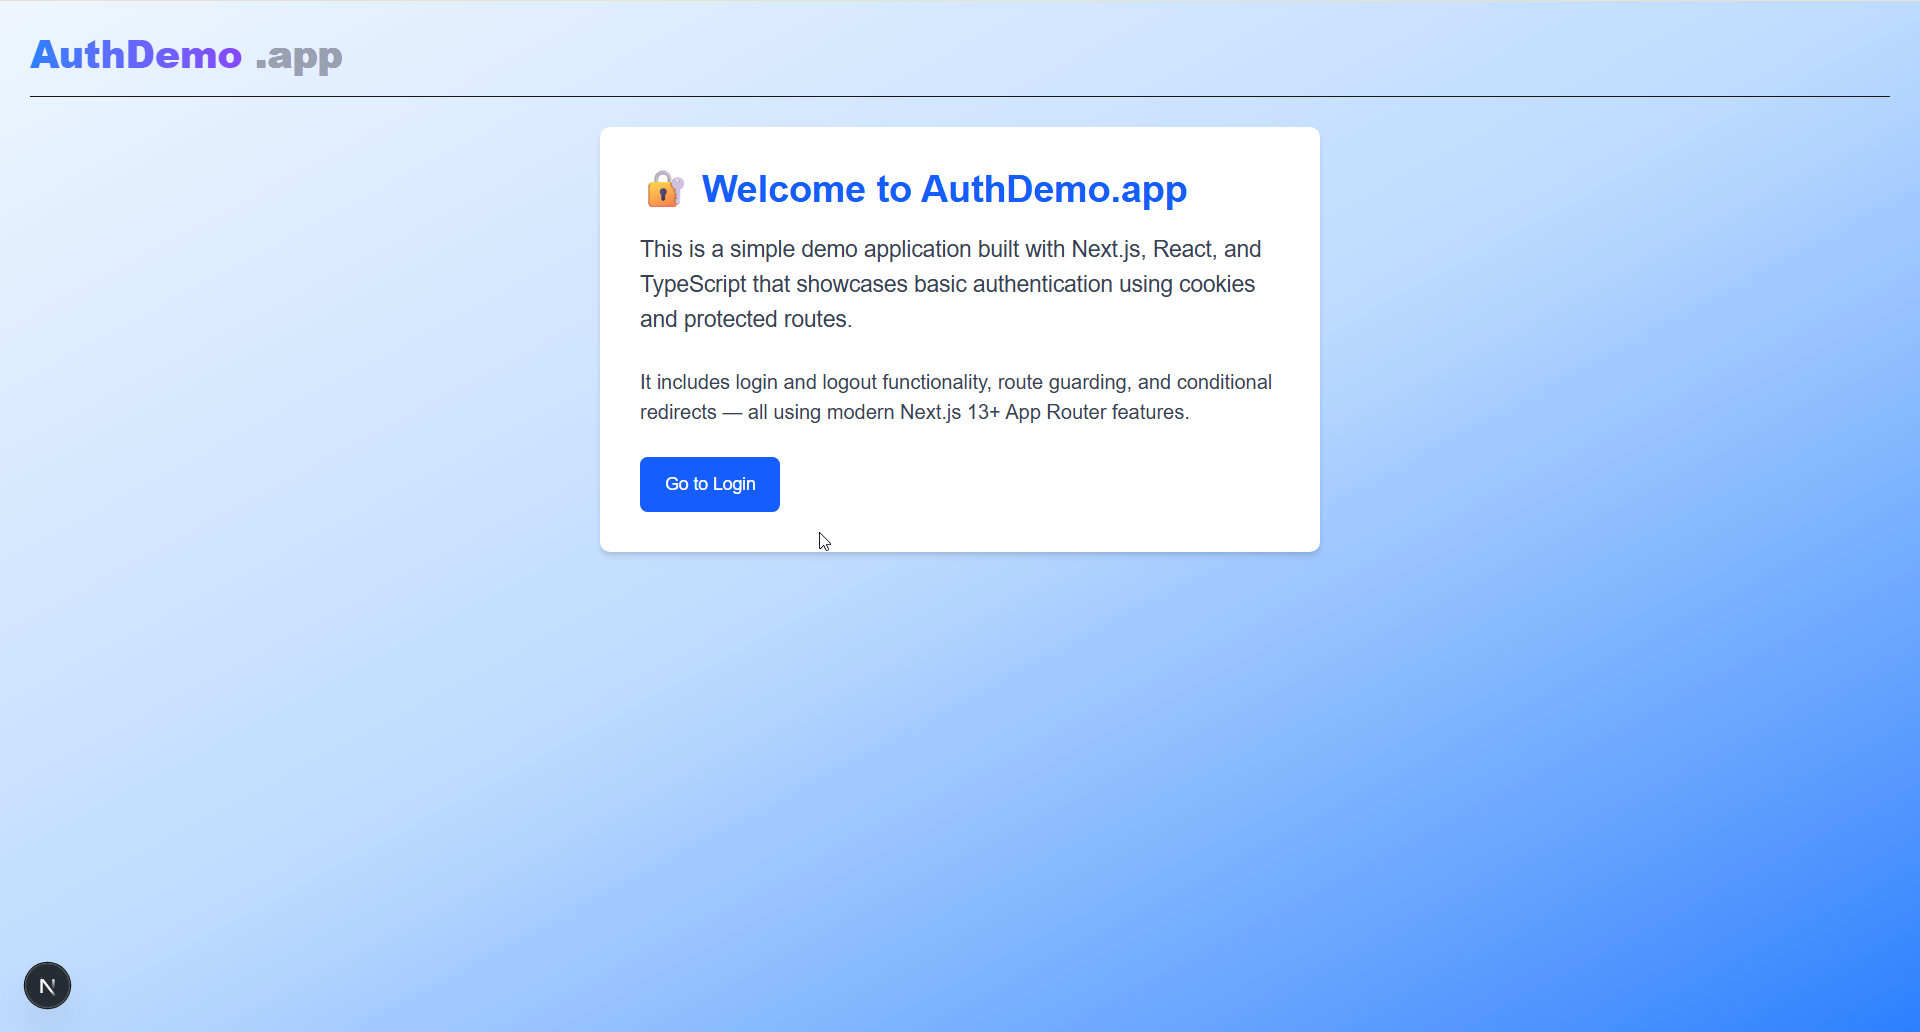 AuthDemo .app
🔐 Welcome to AuthDemo.app
This is a simple demo application built with Next.js, React, and
TypeScript that showcases basic authentication using cookies
and protected routes.
It includes login and logout functionality, route guarding, and conditional
redirects — all using modern Next.js 13+ App Router features.
Go to Login
N